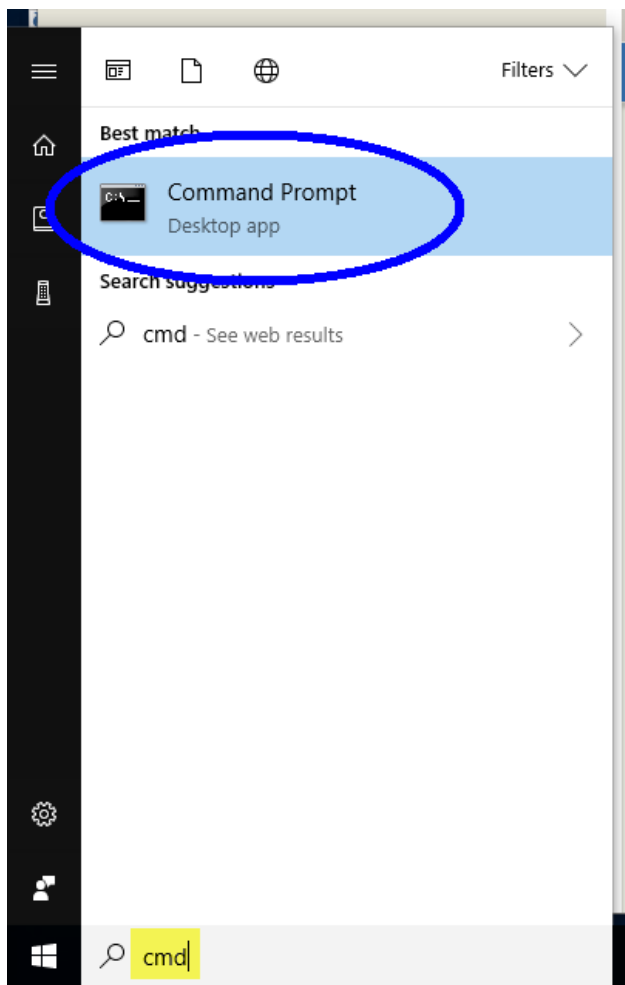 Filters
Best match
C:\_
Command Prompt
Desktop app
Search suggestions
cmd - See web results
cmd